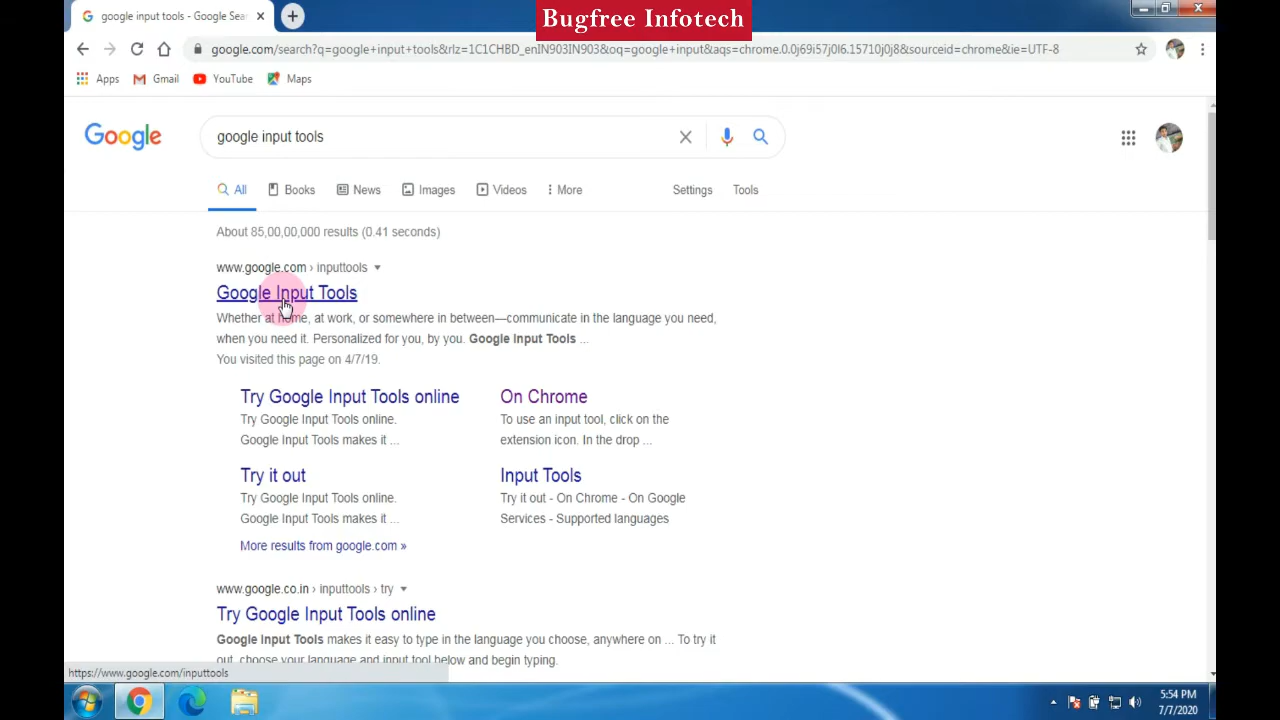 Bugfree Infotech
google input tools - Google Sea
google.com/search?q=google+input+tools&rlz=1C1CHBD_enIN903IN903&oq=google+input&aqs=chrome.0.0j69i57j0l6.15710j0j8&sourceid=chrome&ie=UTF-8
Apps Gmail YouTube Maps
Google google input tools
All Books News Images Videos More Settings Tools
About 85,00,00,000 results (0.41 seconds)
www.google.com › inputtools
Google Input Tools
Whether at home, at work, or somewhere in between—communicate in the language you need,
when you need it. Personalized for you, by you. Google Input Tools ...
You visited this page on 4/7/19.
Try Google Input Tools online
Try Google Input Tools online.
Google Input Tools makes it ...
On Chrome
To use an input tool, click on the
extension icon. In the drop ...
Try it out
Try Google Input Tools online.
Google Input Tools makes it ...
Input Tools
Try it out - On Chrome - On Google
Services - Supported languages
More results from google.com »
www.google.co.in › inputtools › try
Try Google Input Tools online
Google Input Tools makes it easy to type in the language you choose, anywhere on ... To try it
out, choose your language and input tool below and begin typing.
https://www.google.com/inputtools
5:54 PM
7/7/2020